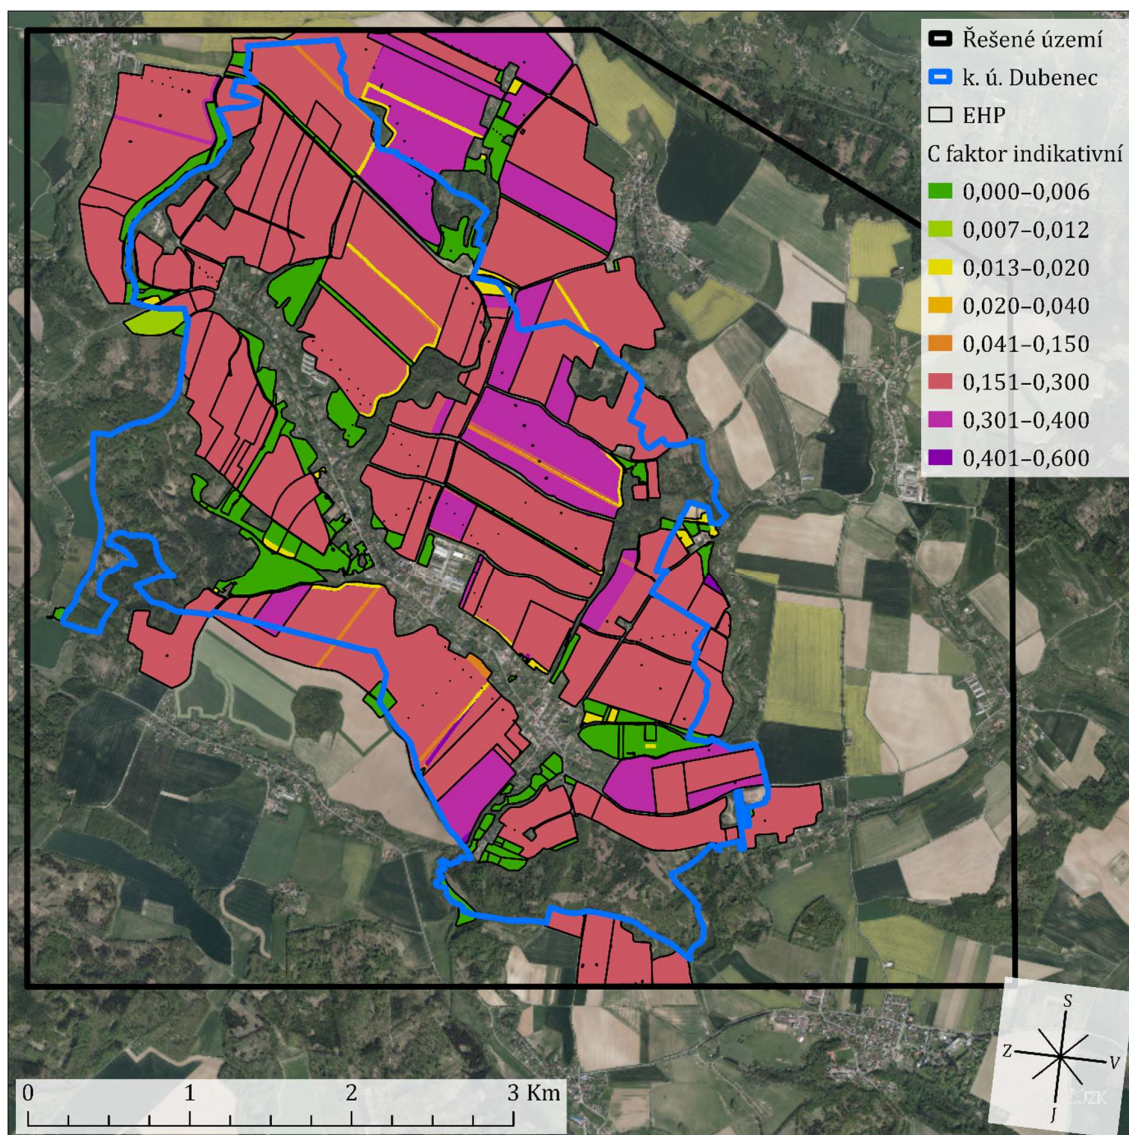 Řešené území
k. ú. Dubenec
EHP
C faktor indikativní
0,000–0,006
0,007–0,012
0,013–0,020
0,020–0,040
0,041–0,150
0,151–0,300
0,301–0,400
0,401–0,600
S
Z
V
J
0 1 2 3 Km